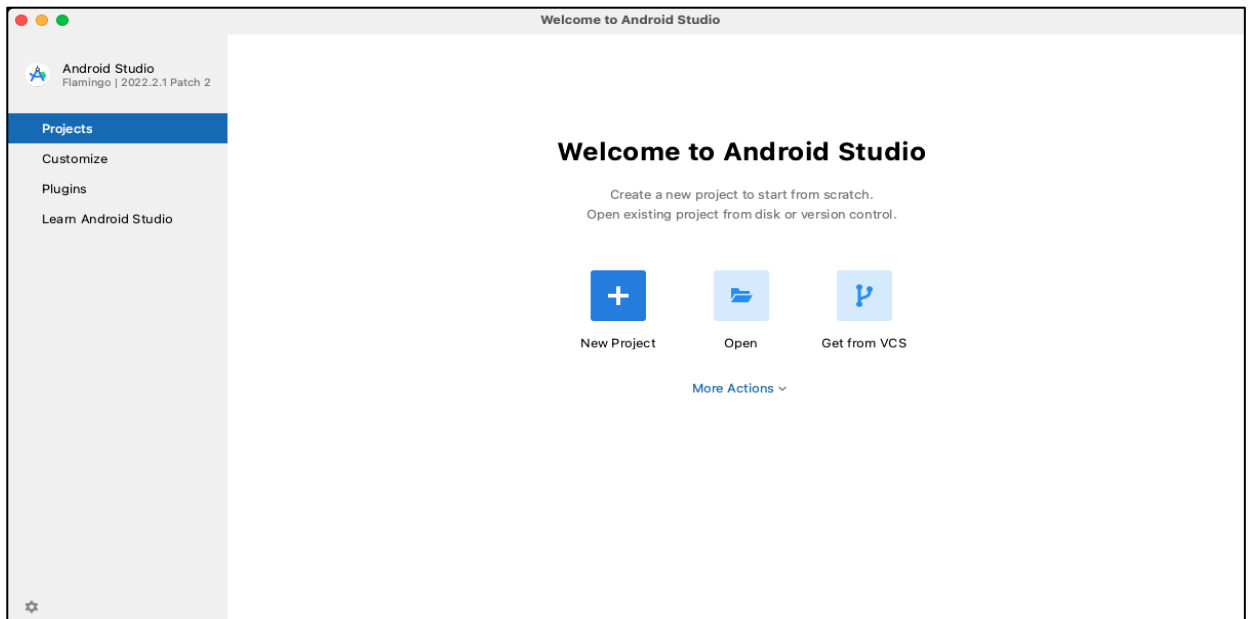 Welcome to Android Studio
Android Studio
Flamingo | 2022.2.1 Patch 2
Projects
Customize
Plugins
Learn Android Studio
Welcome to Android Studio
Create a new project to start from scratch.
Open existing project from disk or version control.
New Project
Open
Get from VCS
More Actions